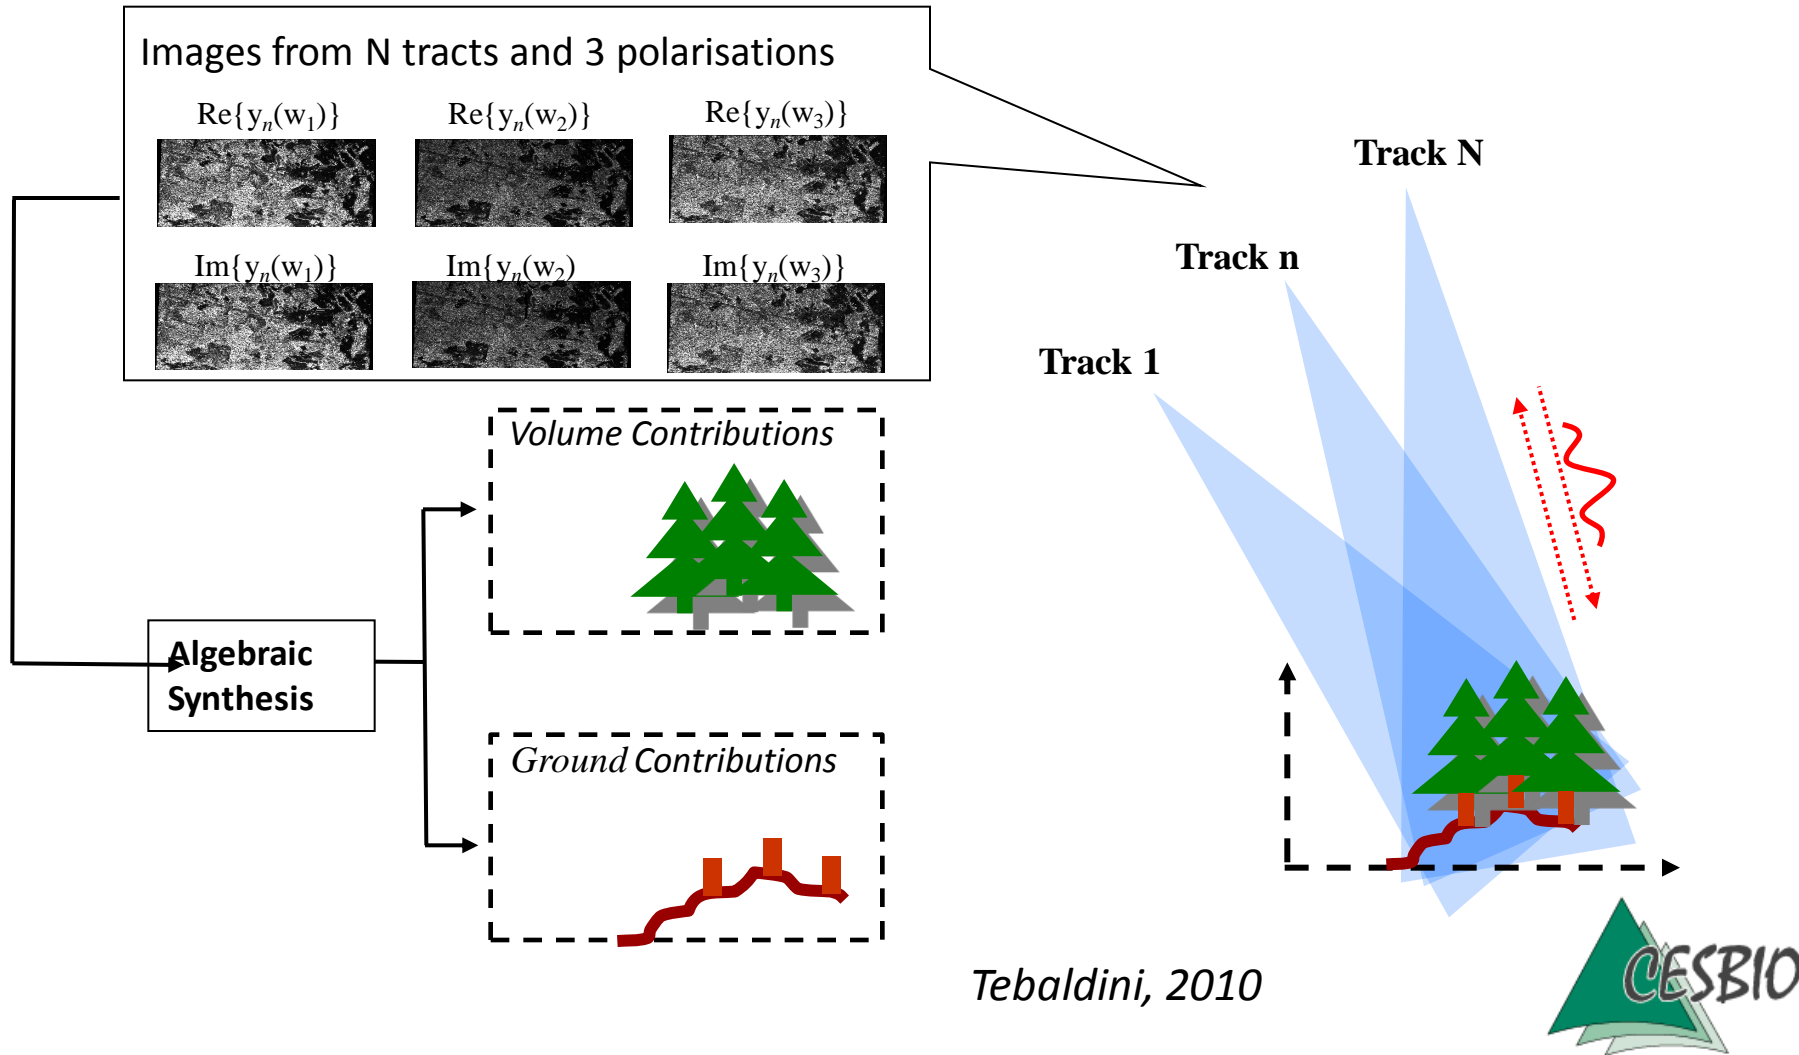 Images from N tracts and 3 polarisations
Re{yn(w1)}
Re{yn(w2)}
Re{yn(w3)}
Im{yn(w1)}
Im{yn(w2)
Im{yn(w3)}
Track N
Track n
Track 1
Volume Contributions
Algebraic
Synthesis
Ground Contributions
Tebaldini, 2010
CESBIO